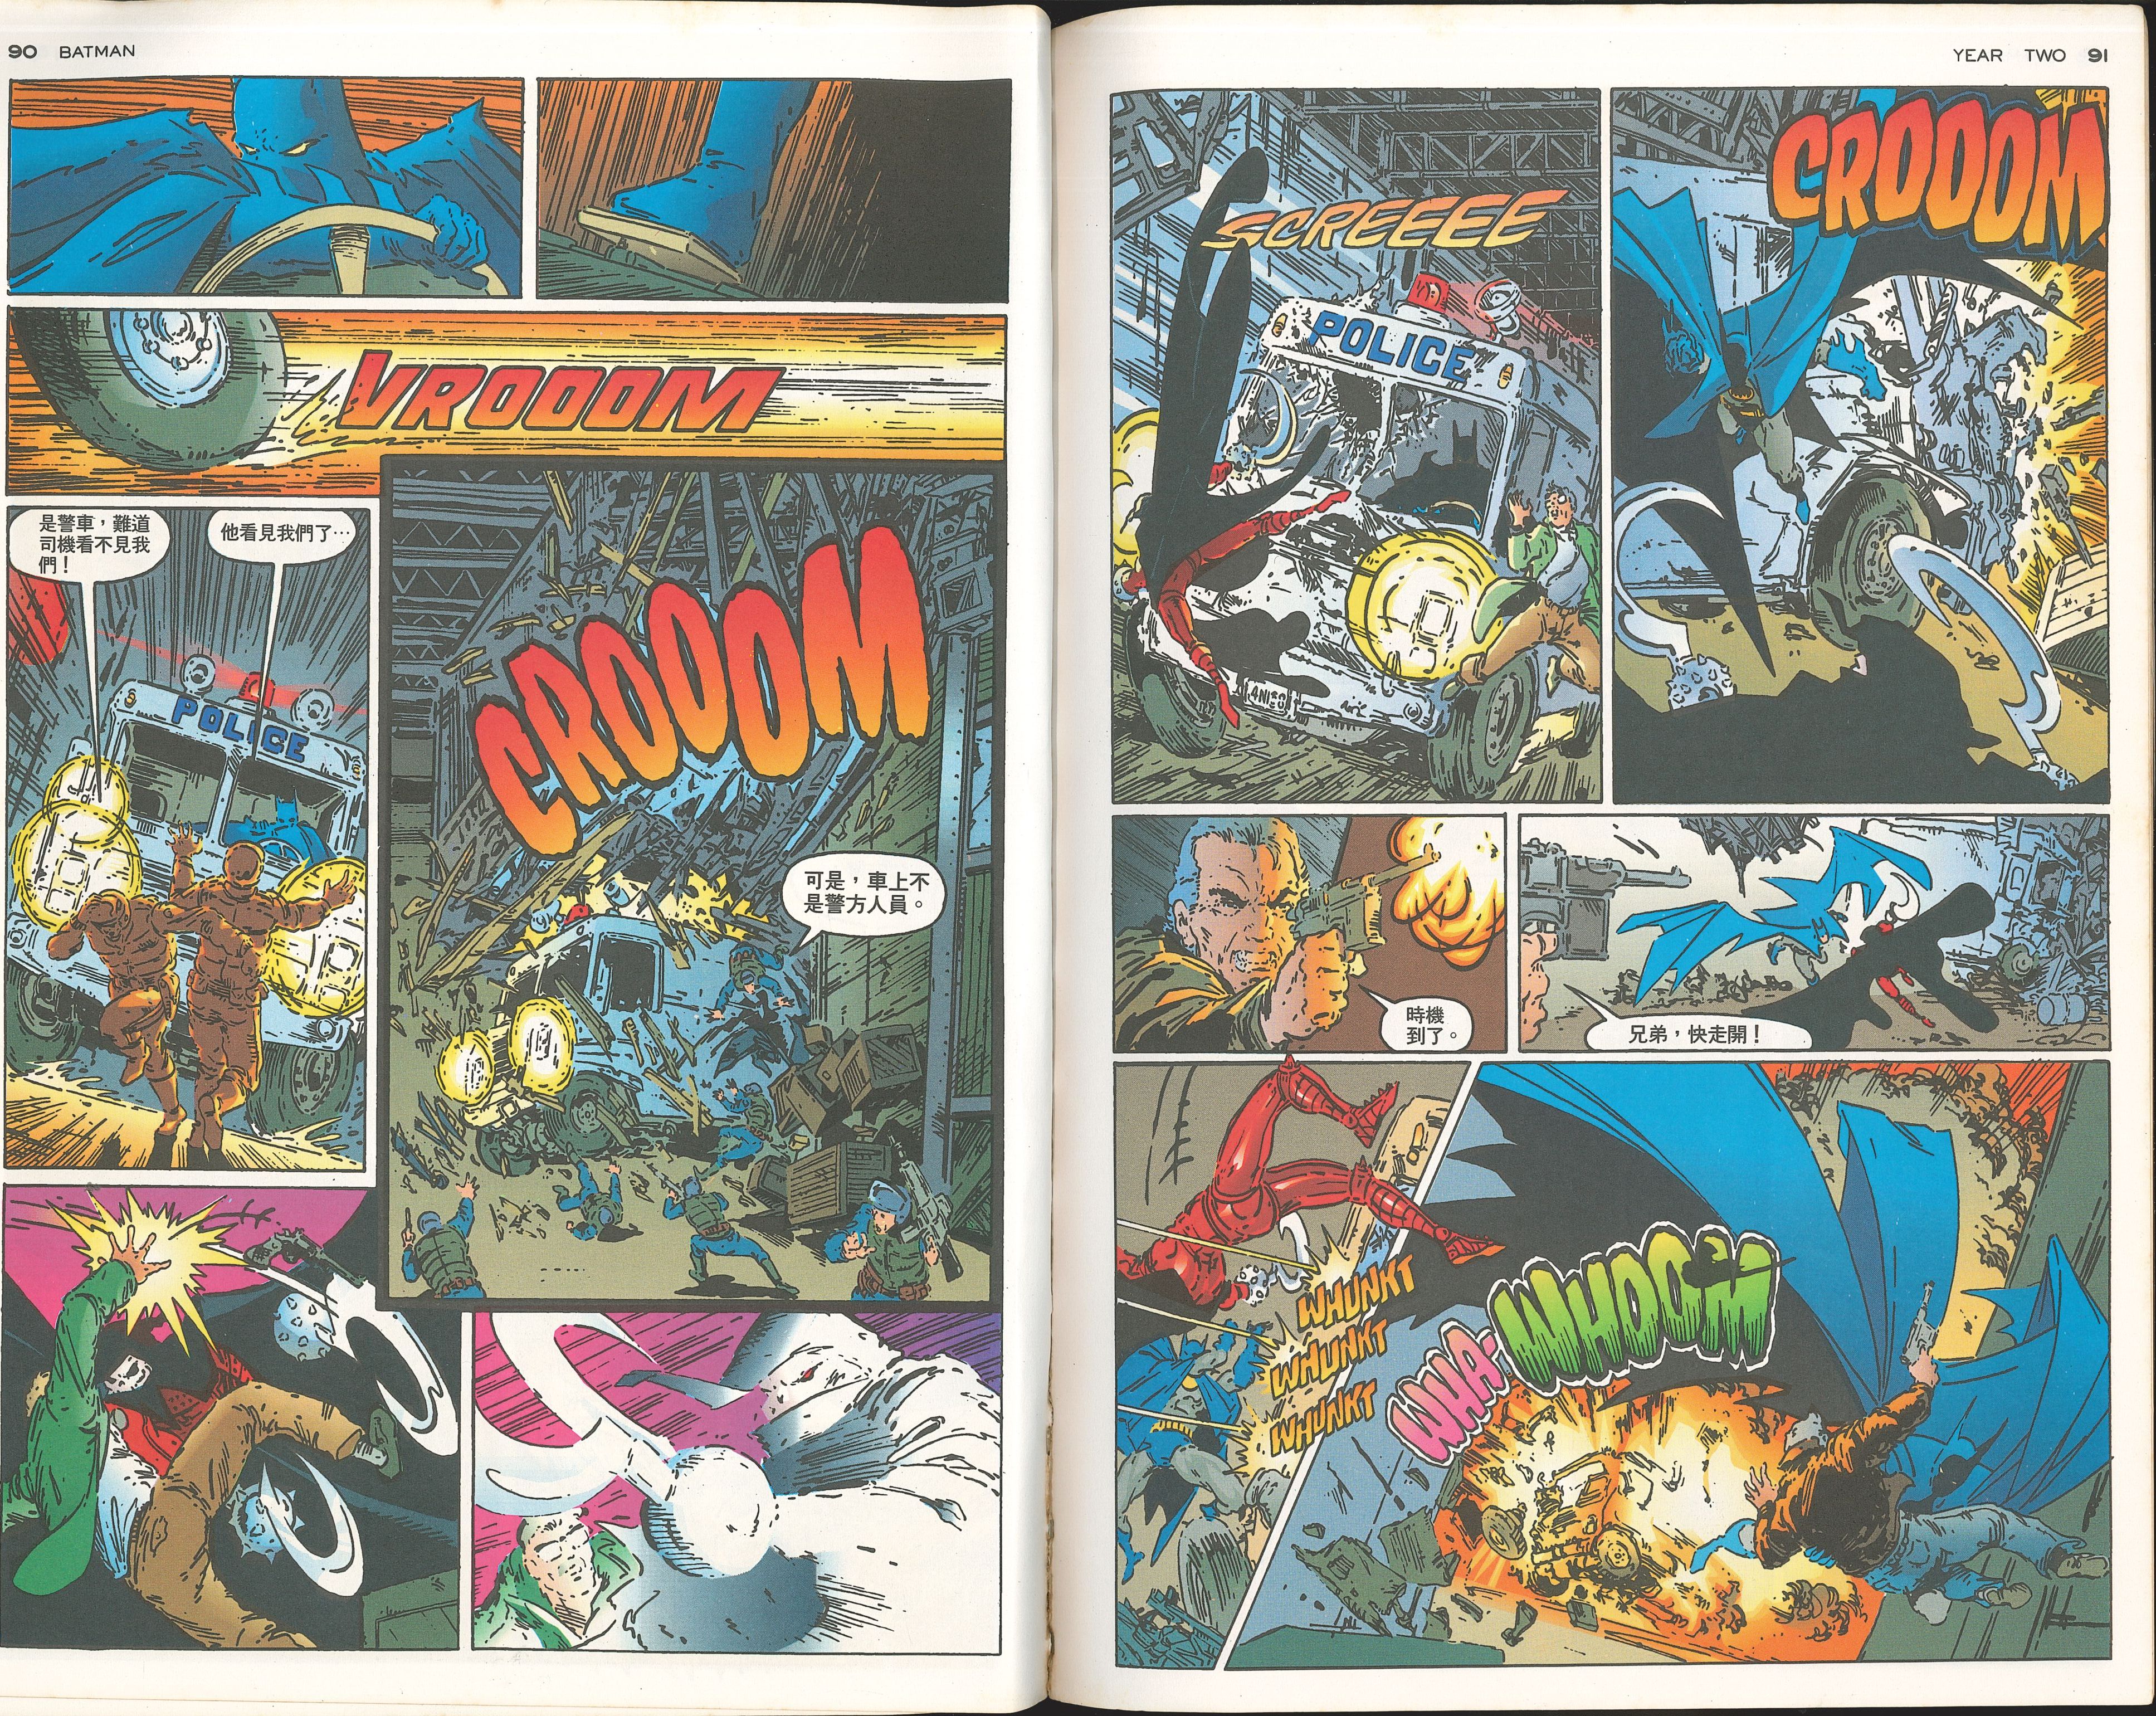 90 BATMAN
VROOOM
是警車，難道
司機看不見我
們！
他看見我們了…
POLICE
CROOOM
可是，車上不
是警方人員。
YEAR TWO 91
SCREEEE
POLICE
CROOOM
時機
到了。
兄弟，快走開！
WHUNKT
WHUNKT
WHUNKT
WHA-
WHOOM